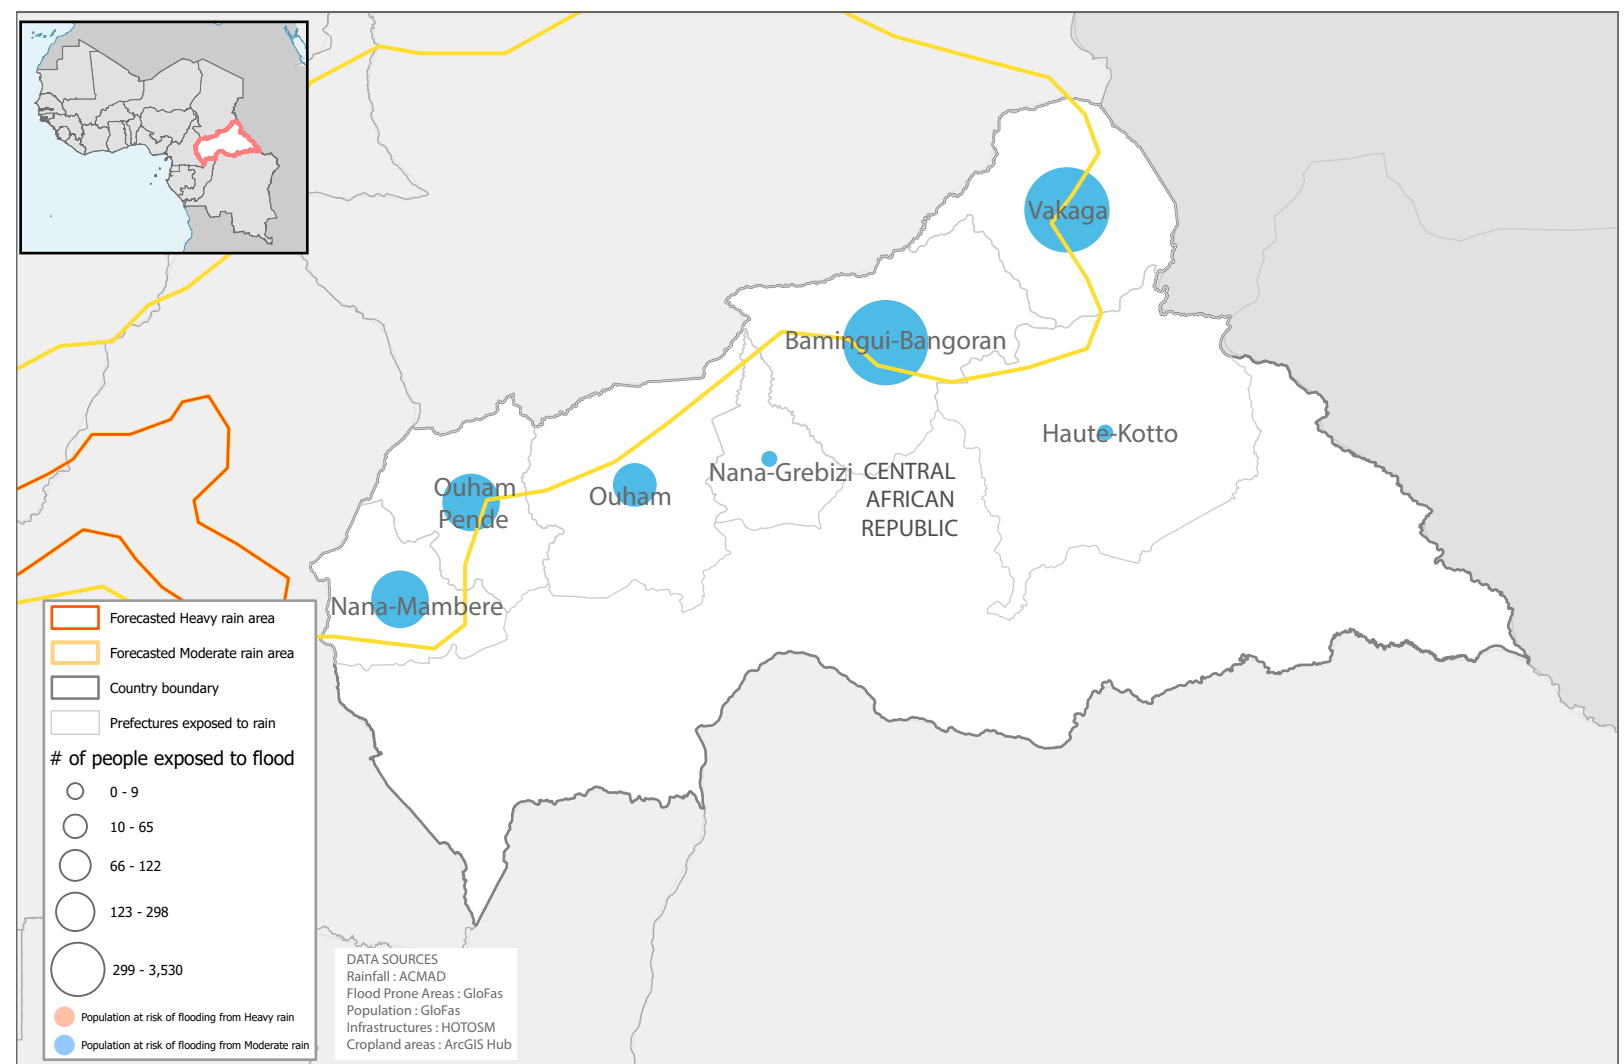 Vakaga
Bamingui-Bangoran
Haute-Kotto
Nana-Grebizi
CENTRAL
AFRICAN
REPUBLIC
Ouham
Pende
Ouham
Nana-Mambere
Forecasted Heavy rain area
Forecasted Moderate rain area
Country boundary
Prefectures exposed to rain
# of people exposed to flood
0 - 9
10 - 65
66 - 122
123 - 298
299 - 3,530
Population at risk of flooding from Heavy rain
Population at risk of flooding from Moderate rain
DATA SOURCES
Rainfall : ACMAD
Flood Prone Areas : GloFas
Population : GloFas
Infrastructures : HOTOSM
Cropland areas : ArcGIS Hub